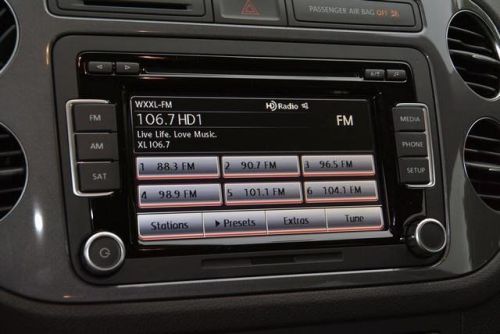 PASSENGER AIR BAG OFF
WXXL-FM
HD Radio
106.7 HD1
FM
Live Life. Love Music.
XL106.7
1 88.3 FM
2 90.7 FM
3 96.5 FM
4 98.9 FM
5 101.1 FM
6 104.1 FM
Stations
Presets
Extras
Tune
FM
AM
SAT
MEDIA
PHONE
SETUP